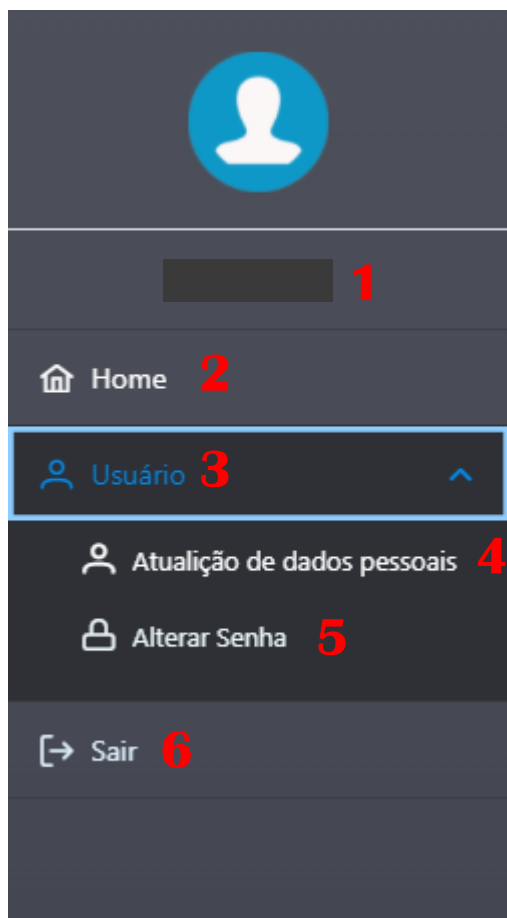 1
Home 2
Usuário 3
Atualição de dados pessoais 4
Alterar Senha 5
Sair 6